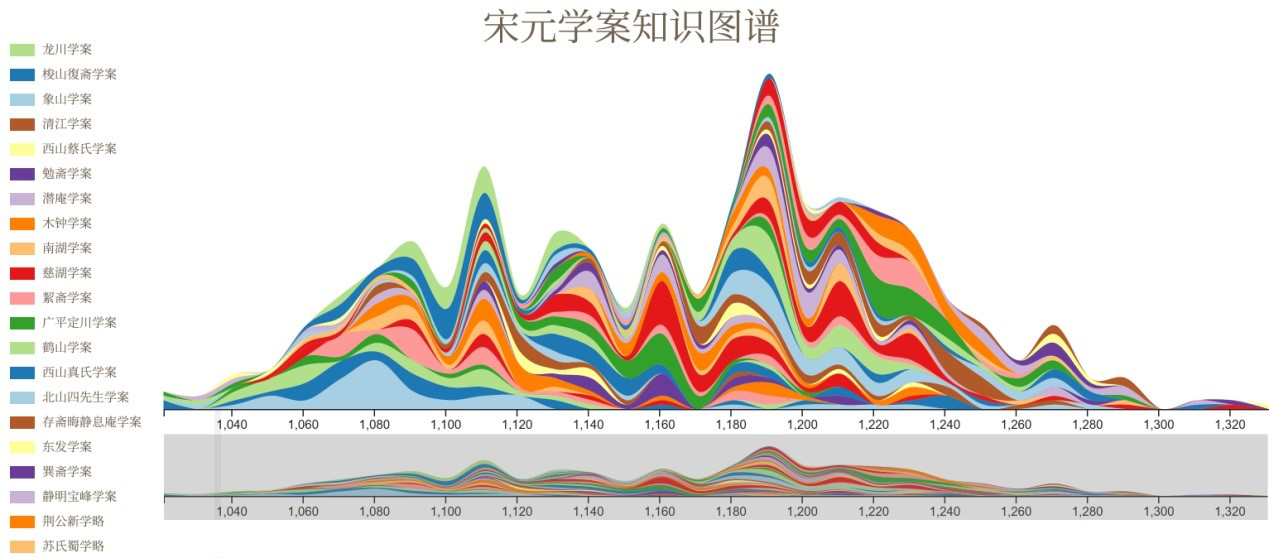 宋元学案知识图谱
龙川学案
梭山復斋学案
象山学案
清江学案
西山蔡氏学案
勉斋学案
潜庵学案
木钟学案
南湖学案
慈湖学案
絜斋学案
广平定川学案
鹤山学案
西山真氏学案
北山四先生学案
存斋晦静息庵学案
东发学案
巽斋学案
静明宝峰学案
荆公新学略
苏氏蜀学略
1,040 1,060 1,080 1,100 1,120 1,140 1,160 1,180 1,200 1,220 1,240 1,260 1,280 1,300 1,320
1,040 1,060 1,080 1,100 1,120 1,140 1,160 1,180 1,200 1,220 1,240 1,260 1,280 1,300 1,320